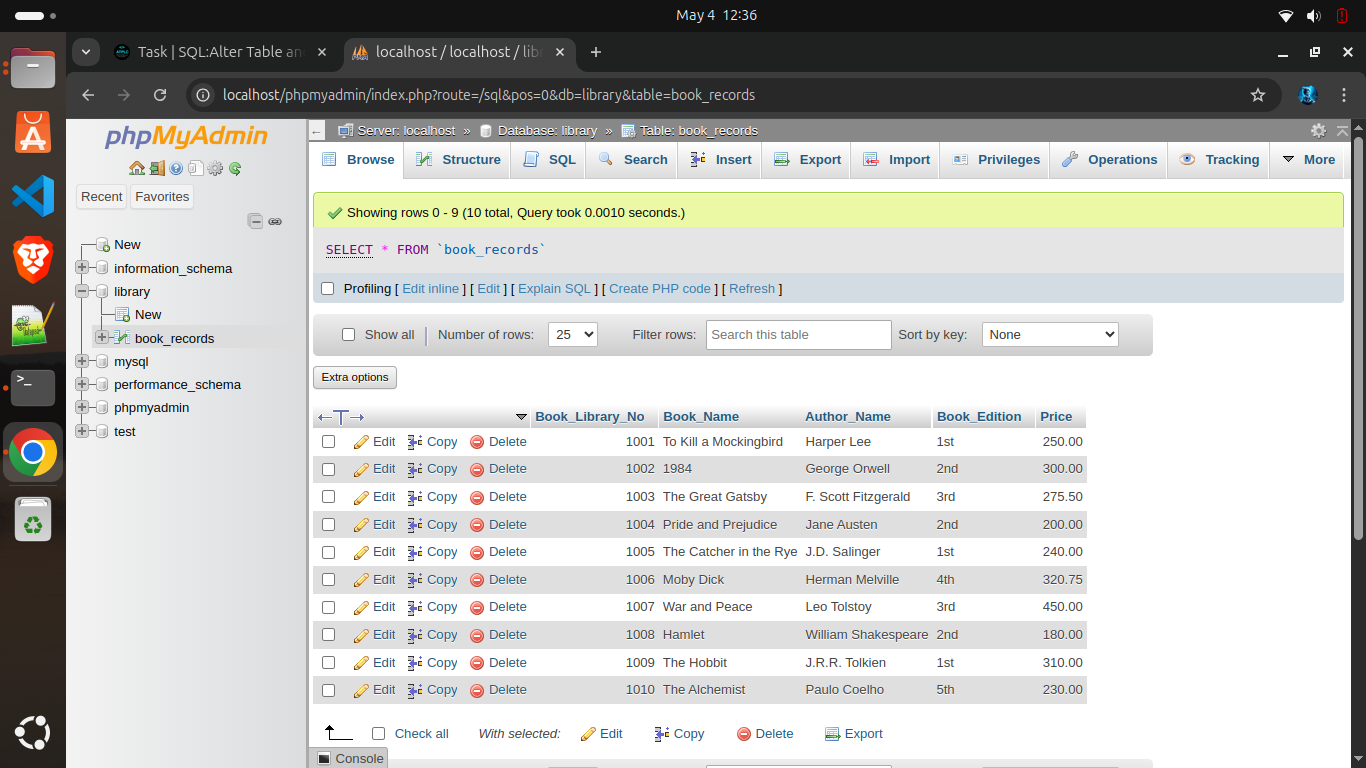 May 4 12:36
Task | SQL:Alter Table an
localhost / localhost / lib
localhost/phpmyadmin/index.php?route=/sql&pos=0&db=library&table=book_records
phpMyAdmin
Recent Favorites
New
information_schema
library
New
book_records
mysql
performance_schema
phpmyadmin
test
Server: localhost » Database: library » Table: book_records
Browse Structure SQL Search Insert Export Import Privileges Operations Tracking More
Showing rows 0 - 9 (10 total, Query took 0.0010 seconds.)
SELECT * FROM `book_records`
Profiling [ Edit inline ] [ Edit ] [ Explain SQL ] [ Create PHP code ] [ Refresh ]
Show all Number of rows: 25 Filter rows: Search this table Sort by key: None
Extra options
Book_Library_No Book_Name Author_Name Book_Edition Price
Edit Copy Delete 1001 To Kill a Mockingbird Harper Lee 1st 250.00
Edit Copy Delete 1002 1984 George Orwell 2nd 300.00
Edit Copy Delete 1003 The Great Gatsby F. Scott Fitzgerald 3rd 275.50
Edit Copy Delete 1004 Pride and Prejudice Jane Austen 2nd 200.00
Edit Copy Delete 1005 The Catcher in the Rye J.D. Salinger 1st 240.00
Edit Copy Delete 1006 Moby Dick Herman Melville 4th 320.75
Edit Copy Delete 1007 War and Peace Leo Tolstoy 3rd 450.00
Edit Copy Delete 1008 Hamlet William Shakespeare 2nd 180.00
Edit Copy Delete 1009 The Hobbit J.R.R. Tolkien 1st 310.00
Edit Copy Delete 1010 The Alchemist Paulo Coelho 5th 230.00
Check all With selected: Edit Copy Delete Export
Console